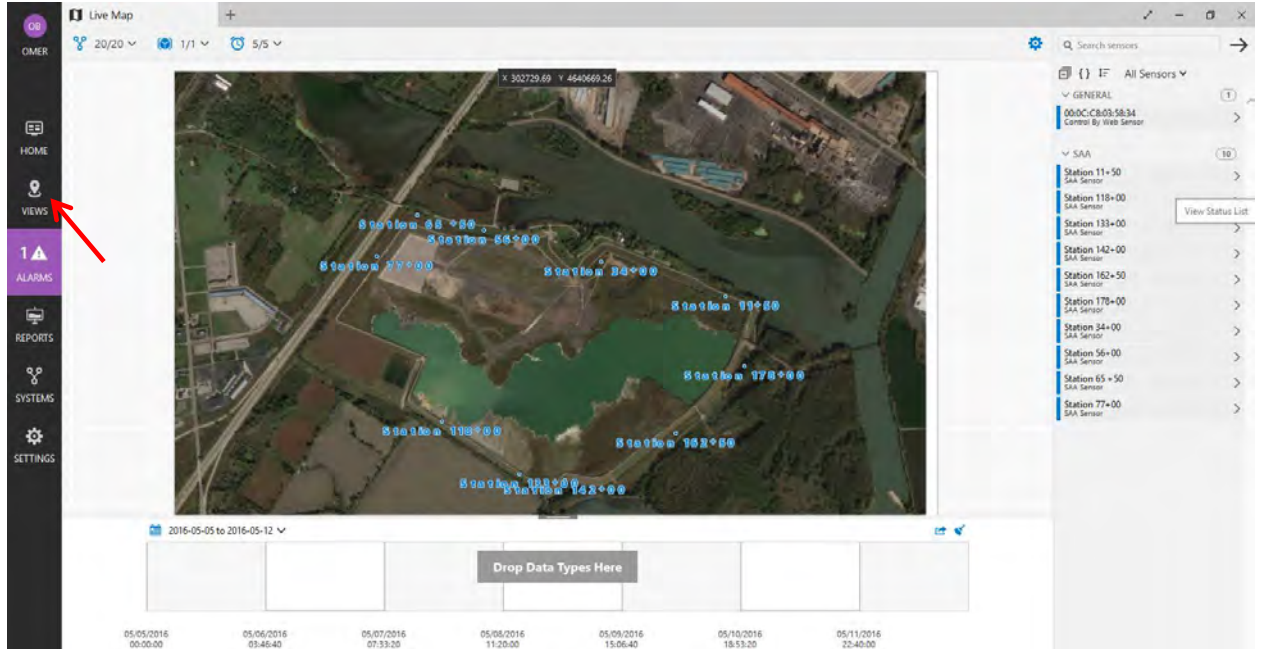 OB
OMER
HOME
VIEWS
1
ALARMS
REPORTS
SYSTEMS
SETTINGS
Live Map
+
20/20
1/1
5/5
X 302729.69 Y 4640669.26
Station 65 +50
Station 56+00
Station 77+00
Station 34+00
Station 11+50
Station 178+00
Station 118+00
Station 162+50
Station 133+00
Station 142+00
2016-05-05 to 2016-05-12
Drop Data Types Here
05/05/2016 05/06/2016 05/07/2016 05/08/2016 05/09/2016 05/10/2016 05/11/2016
00:00:00 03:46:40 07:33:20 11:20:00 15:06:40 18:53:20 22:40:00
Search sensors
{ } All Sensors
GENERAL 1
00:0C:C8:03:58:34
Control By Web Sensor
SAA 10
Station 11+50
SAA Sensor
Station 118+00
SAA Sensor
View Status List
Station 133+00
SAA Sensor
Station 142+00
SAA Sensor
Station 162+50
SAA Sensor
Station 178+00
SAA Sensor
Station 34+00
SAA Sensor
Station 56+00
SAA Sensor
Station 65 +50
SAA Sensor
Station 77+00
SAA Sensor